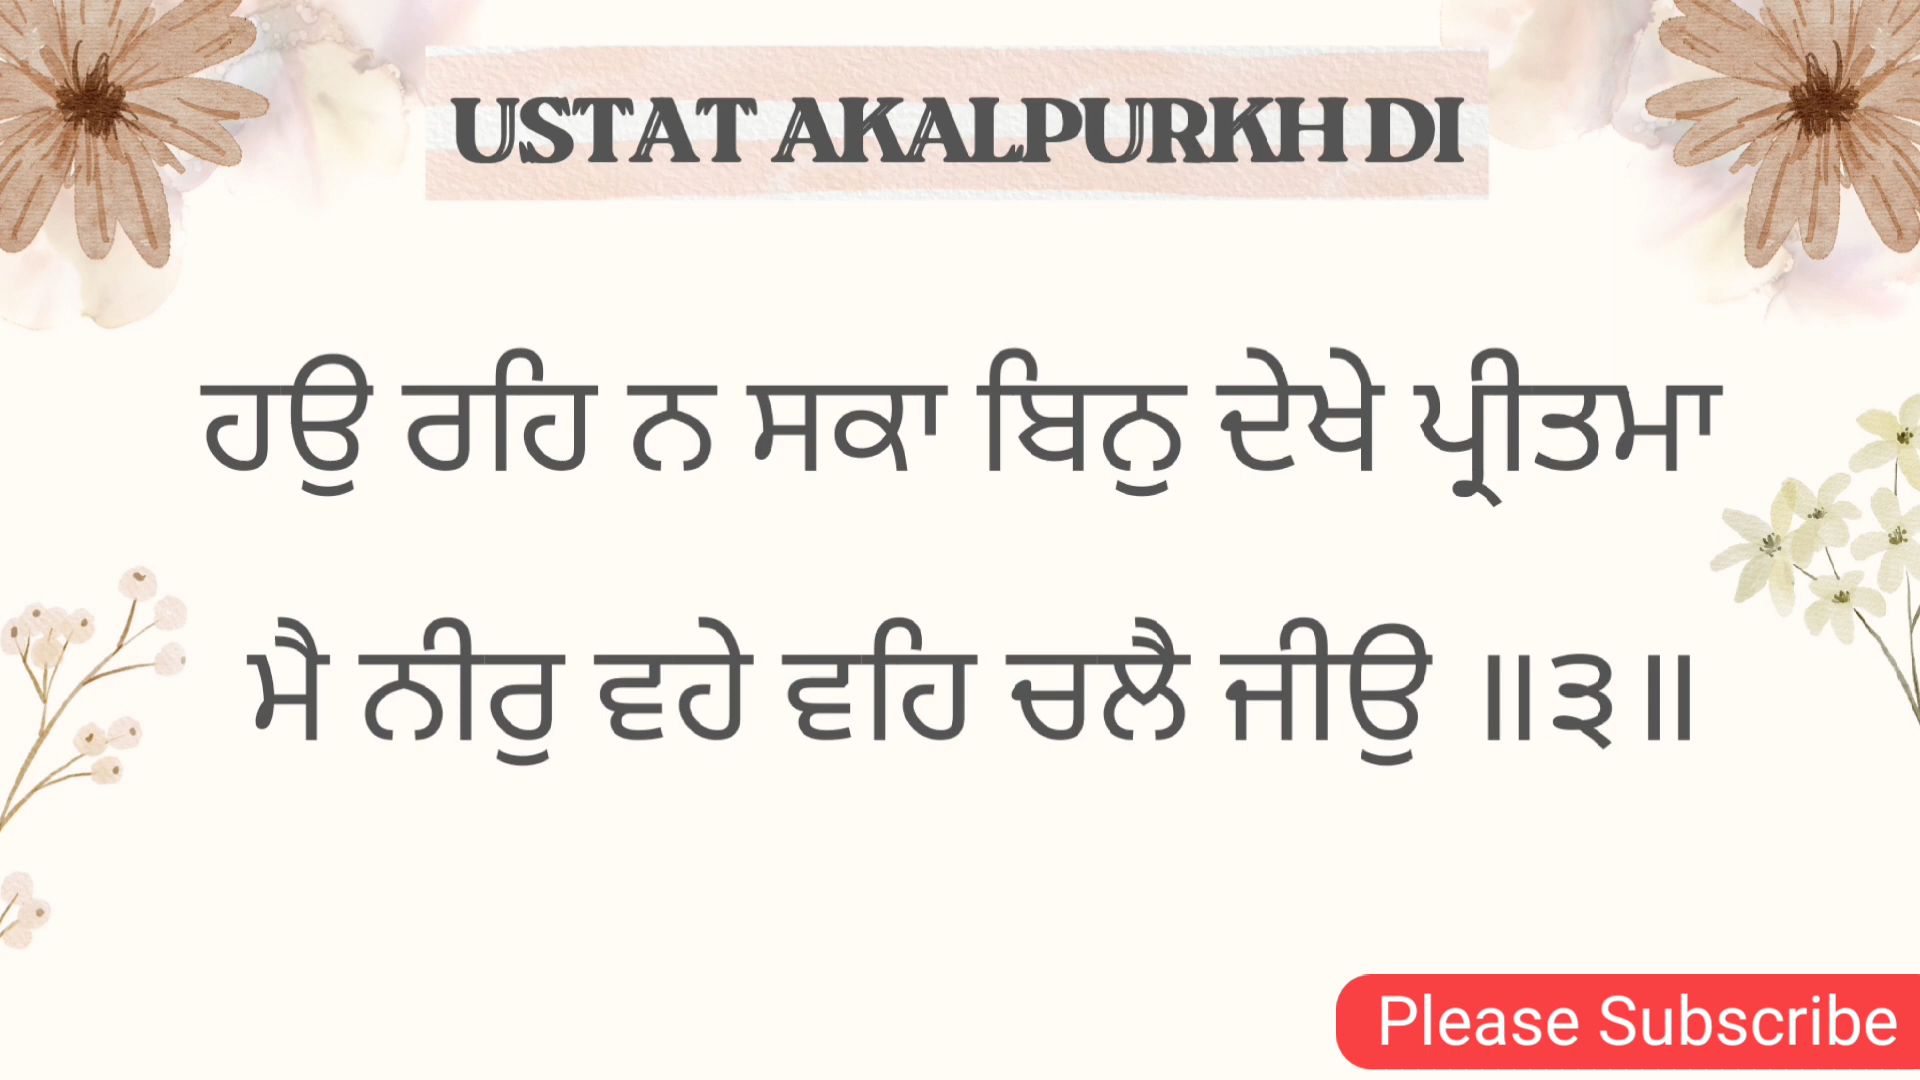 USTAT AKALPURKH DI
ਹਉ ਰਹਿ ਨ ਸਕਾ ਬਿਨੁ ਦੇਖੇ ਪ੍ਰੀਤਮਾ
ਮੈ ਨੀਰੁ ਵਹੇ ਵਹਿ ਚਲੈ ਜੀਉ ॥੩॥
Please Subscribe